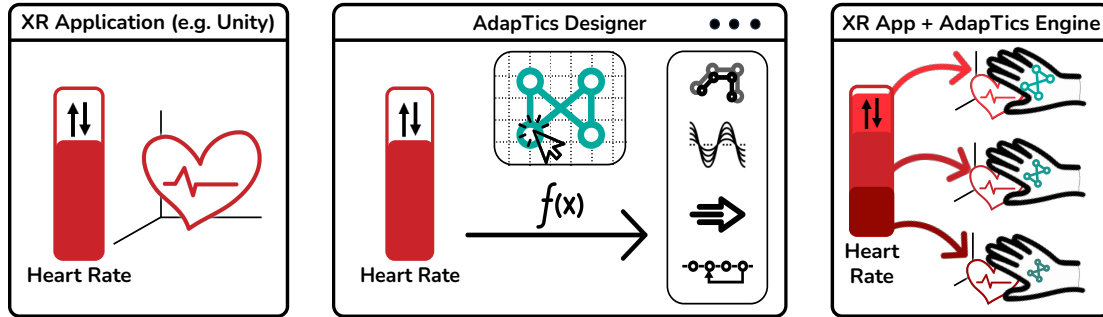 XR Application (e.g. Unity)
Heart Rate
AdapTics Designer
Heart Rate
f(x)
XR App + AdapTics Engine
Heart
Rate